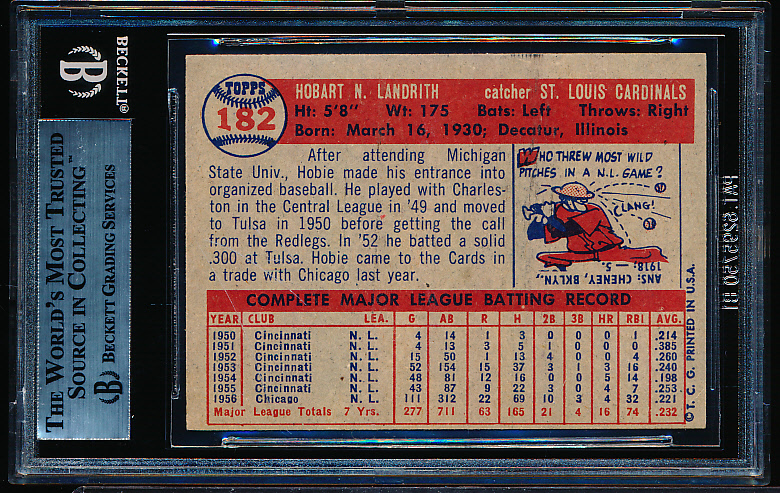 BECKETT®
B
THE WORLD'S MOST TRUSTED
SOURCE IN COLLECTING™
B BECKETT GRADING SERVICES
TOPPS
182
HOBART N. LANDRITH catcher ST. LOUIS CARDINALS
Ht: 5'8" Wt: 175 Bats: Left Throws: Right
Born: March 16, 1930; Decatur, Illinois
After attending Michigan
State Univ., Hobie made his entrance into
organized baseball. He played with Charles-
ton in the Central League in '49 and moved
to Tulsa in 1950 before getting the call
from the Redlegs. In '52 he batted a solid
.300 at Tulsa. Hobie came to the Cards in
a trade with Chicago last year.
WHO THREW MOST WILD
PITCHES IN A N.L. GAME?
CLANG!
ANS: CHENEY, BKLYN.,
1918. — 5.
COMPLETE MAJOR LEAGUE BATTING RECORD
YEAR CLUB LEA. G AB R H 2B 3B HR RBI AVG.
1950 Cincinnati N. L. 4 14 1 3 0 0 0 1 .214
1951 Cincinnati N. L. 4 13 3 5 1 0 0 0 .385
1952 Cincinnati N. L. 15 50 1 13 4 0 0 4 .260
1953 Cincinnati N. L. 52 154 15 37 3 1 3 16 .240
1954 Cincinnati N. L. 48 81 12 16 0 0 5 14 .198
1955 Cincinnati N. L. 43 87 9 22 3 0 4 7 .253
1956 Chicago N. L. 111 312 22 69 10 3 4 32 .221
Major League Totals 7 Yrs. 277 711 63 165 21 4 16 74 .232
© T. C. G. PRINTED IN U.S.A.